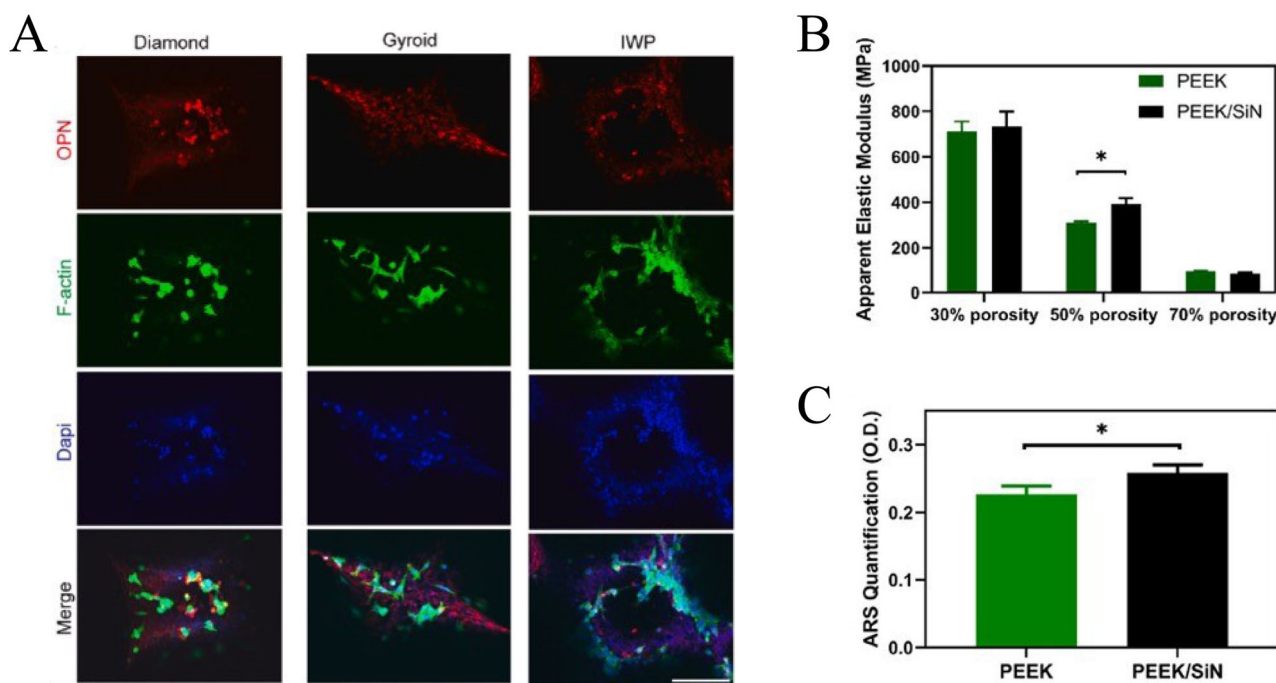 A
Diamond
Gyroid
IWP
OPN
F-actin
Dapi
Merge
B
Apparent Elastic Modulus (MPa)
1000
800
600
400
200
0
PEEK
PEEK/SiN
*
30% porosity
50% porosity
70% porosity
C
ARS Quantification (O.D.)
0.3
0.2
0.1
0.0
*
PEEK
PEEK/SiN